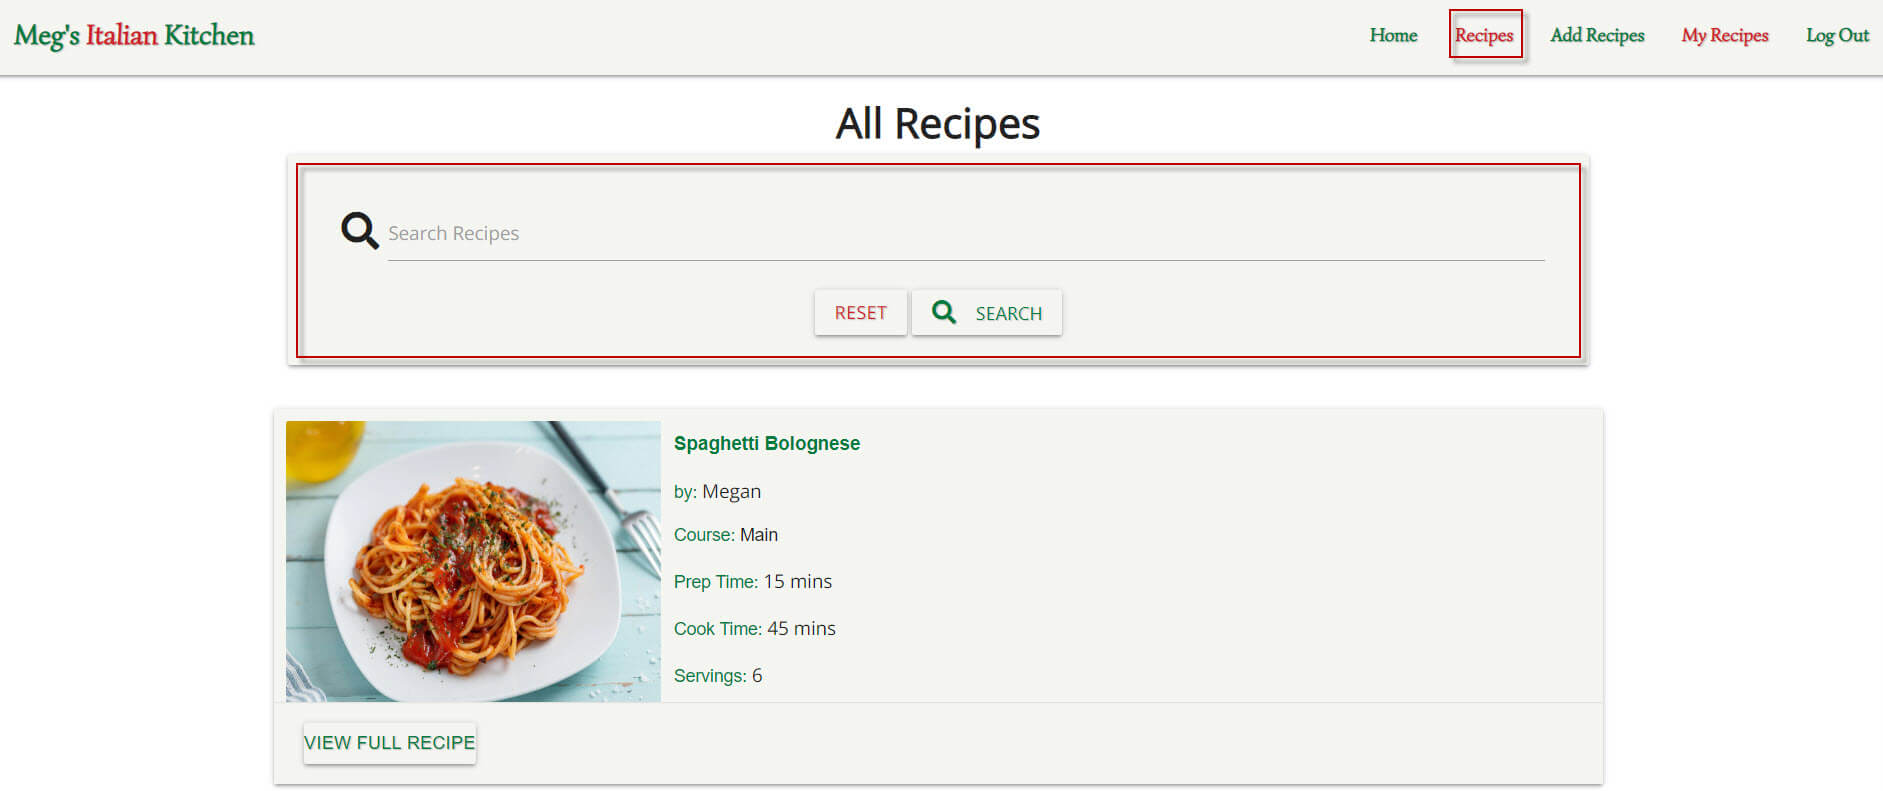 Meg's Italian Kitchen
Home Recipes Add Recipes My Recipes Log Out
All Recipes
Search Recipes
RESET SEARCH
Spaghetti Bolognese
by: Megan
Course: Main
Prep Time: 15 mins
Cook Time: 45 mins
Servings: 6
VIEW FULL RECIPE